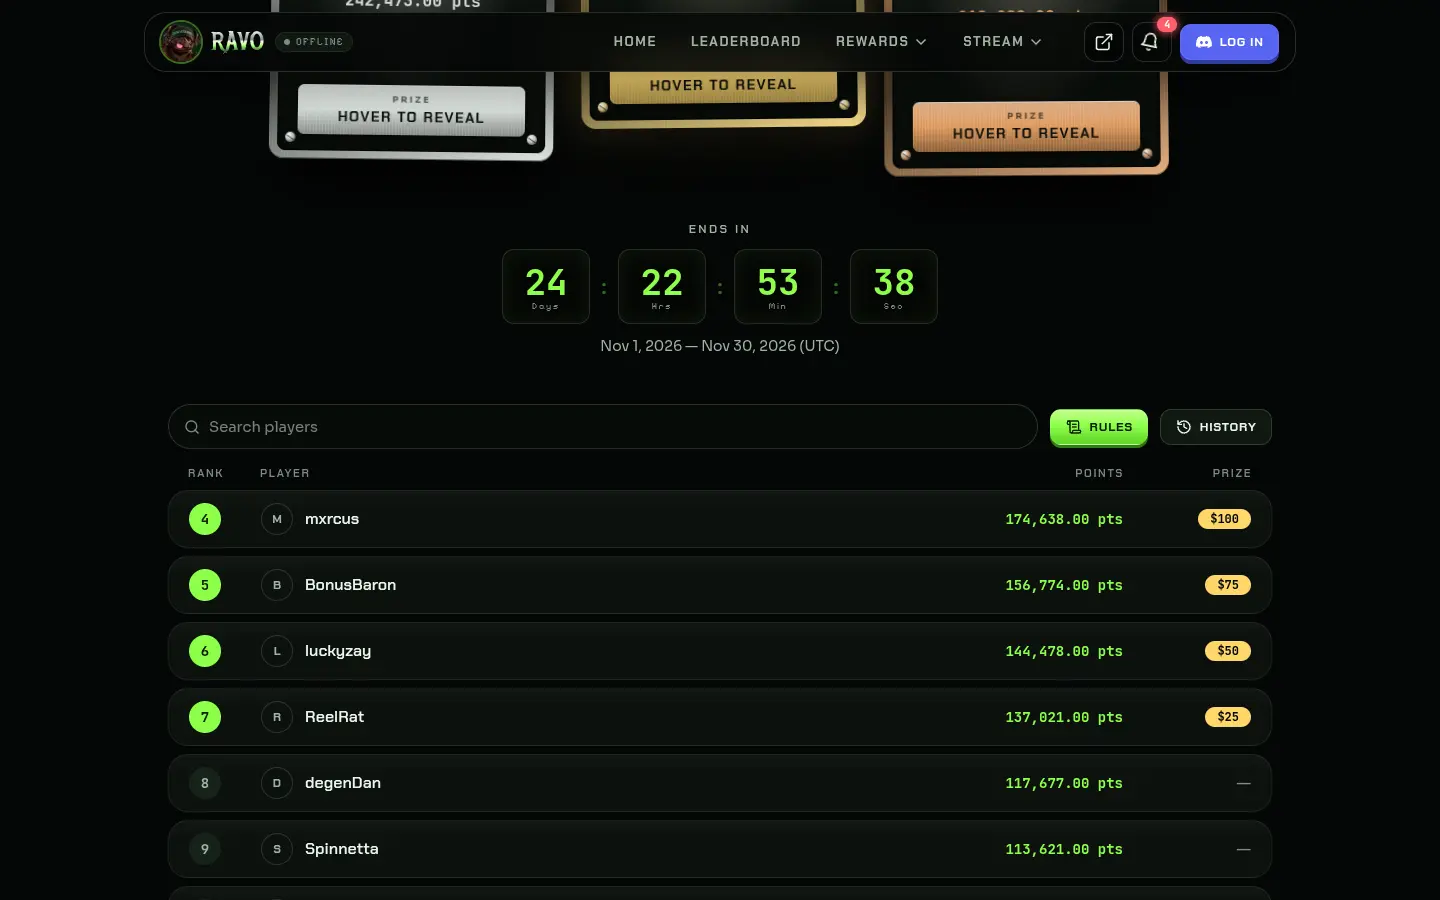 242,473.00 pts
RAVO
OFFLINE
HOME
LEADERBOARD
REWARDS
STREAM
4
LOG IN
PRIZE
HOVER TO REVEAL
HOVER TO REVEAL
PRIZE
HOVER TO REVEAL
ENDS IN
24 : 22 : 53 : 38
Days Hrs Min Sec
Nov 1, 2026 — Nov 30, 2026 (UTC)
Search players
RULES
HISTORY
RANK PLAYER POINTS PRIZE
4 M mxrcus 174,638.00 pts $100
5 B BonusBaron 156,774.00 pts $75
6 L luckyzay 144,478.00 pts $50
7 R ReelRat 137,021.00 pts $25
8 D degenDan 117,677.00 pts —
9 S Spinnetta 113,621.00 pts —